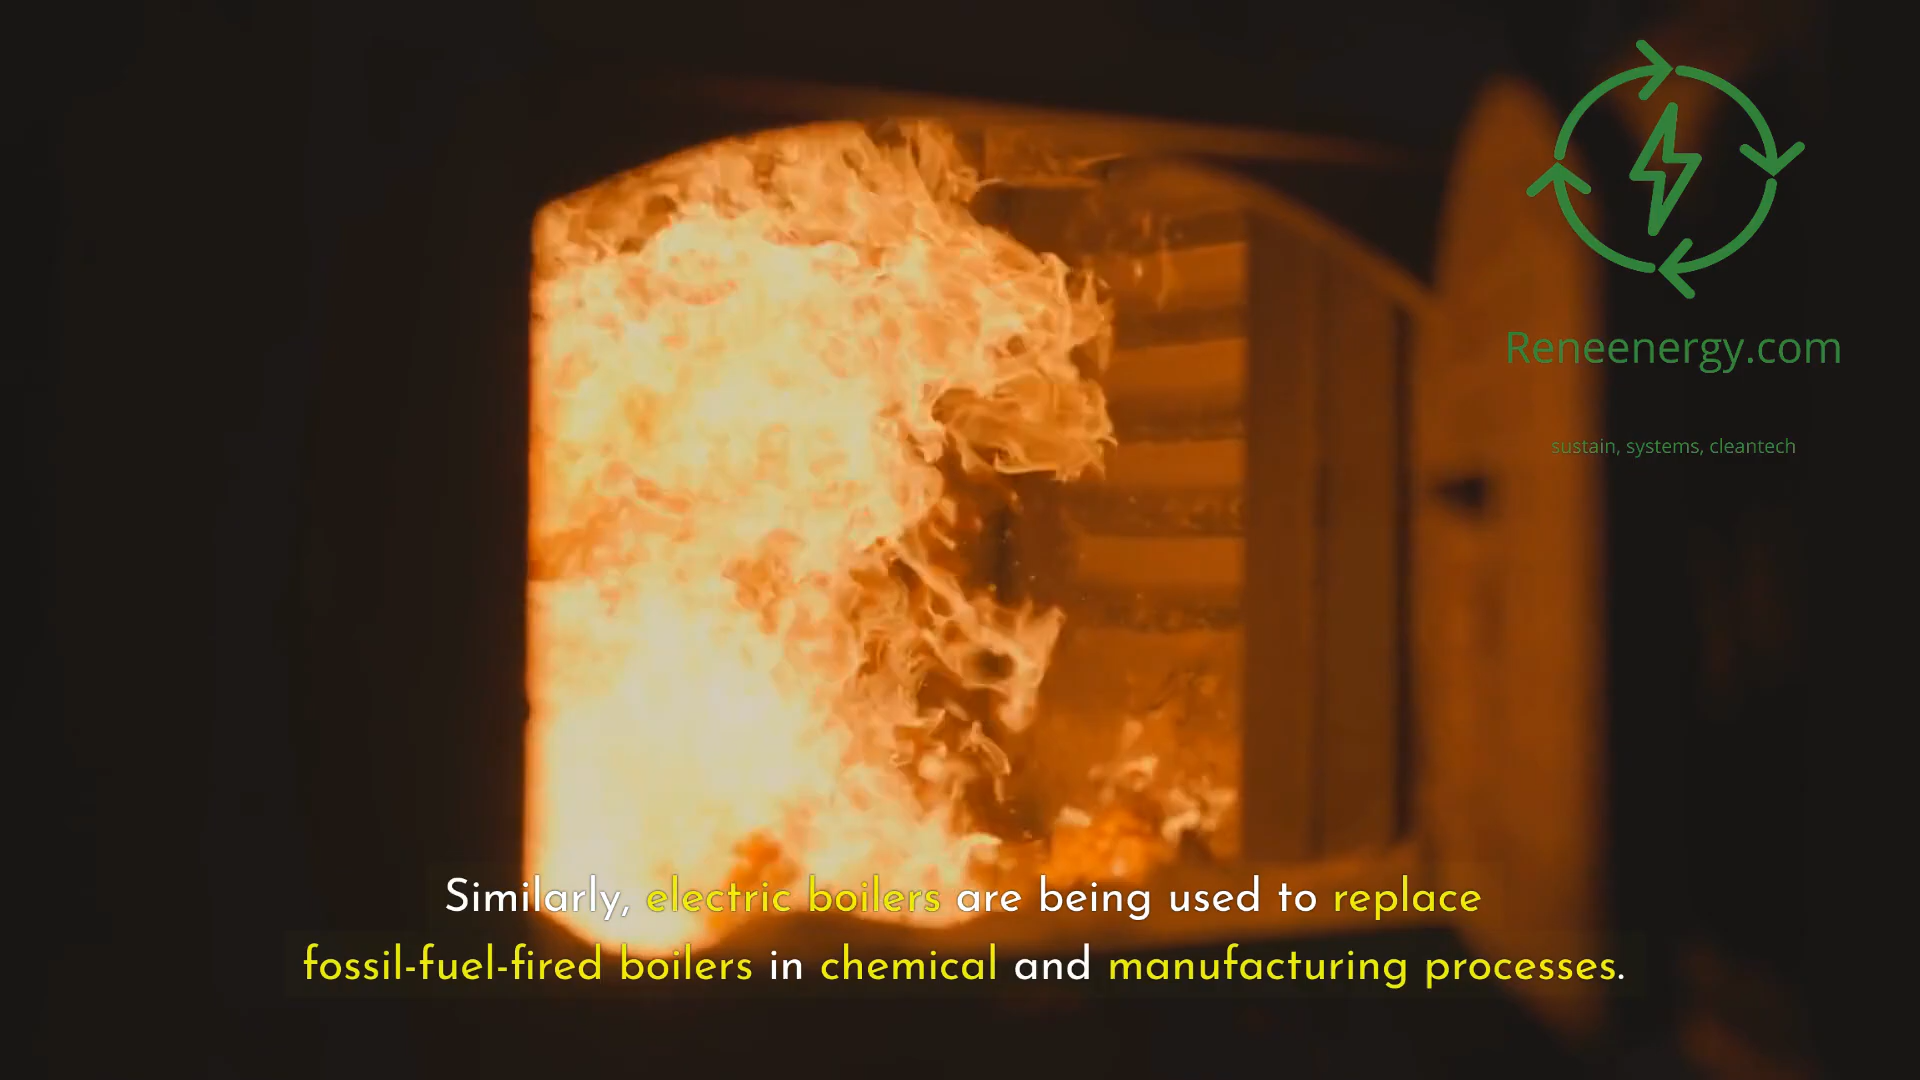 Reneenergy.com
sustain, systems, cleantech
Similarly, electric boilers are being used to replace
fossil-fuel-fired boilers in chemical and manufacturing processes.